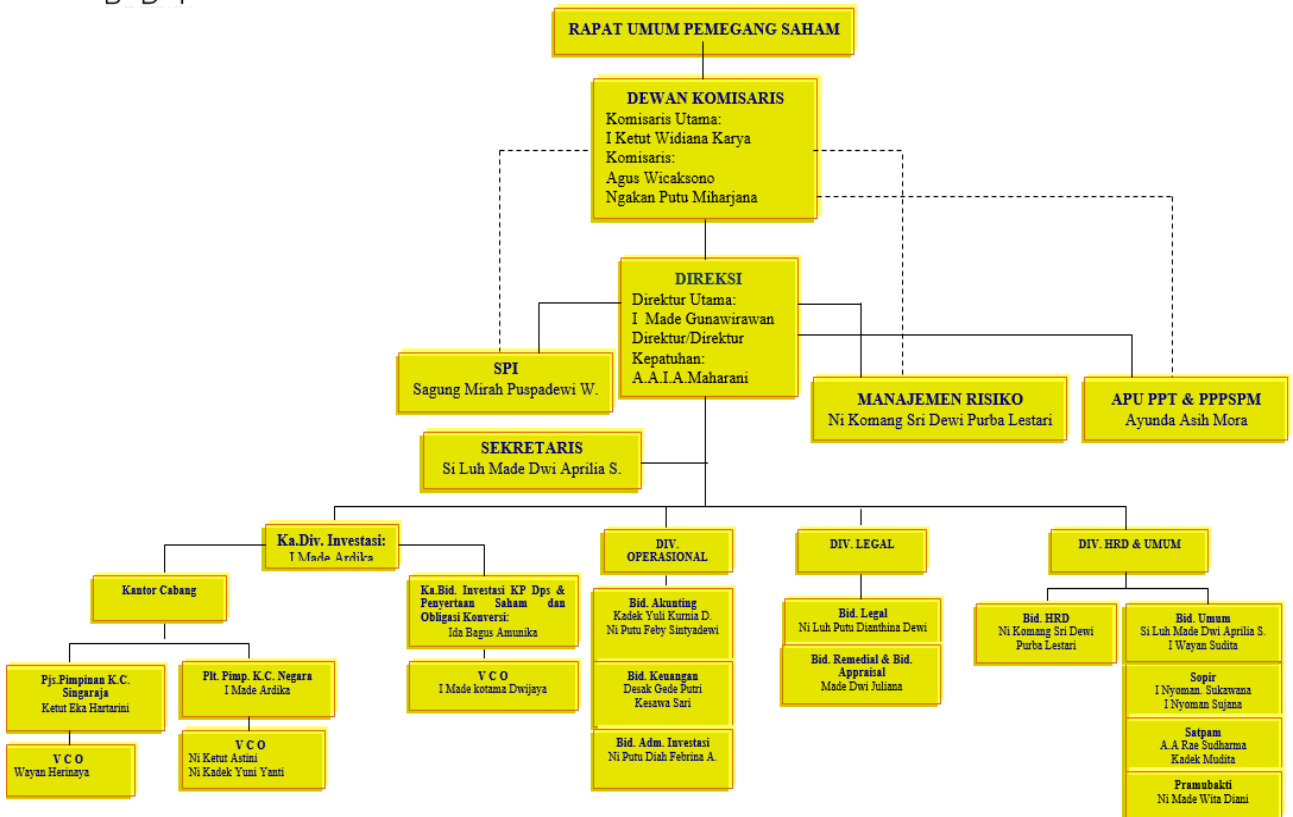 RAPAT UMUM PEMEGANG SAHAM
DEWAN KOMISARIS
Komisaris Utama:
I Ketut Widiana Karya
Komisaris:
Agus Wicaksono
Ngakan Putu Miharjana
DIREKSI
Direktur Utama:
I Made Gunawirawan
Direktur/Direktur
Kepatuhan:
A.A.I.A.Maharani
SPI
Sagung Mirah Puspadewi W.
MANAJEMEN RISIKO
Ni Komang Sri Dewi Purba Lestari
APU PPT & PPPSPM
Ayunda Asih Mora
SEKRETARIS
Si Luh Made Dwi Aprilia S.
Ka.Div. Investasi:
I Made Ardika
Kantor Cabang
Pjs.Pimpinan K.C.
Singaraja
Ketut Eka Hartarini
V C O
Wayan Herinaya
Plt. Pimp. K.C. Negara
I Made Ardika
V C O
Ni Ketut Astini
Ni Kadek Yuni Yanti
Ka.Bid. Investasi KP Dps &
Penyertaan Saham dan
Obligasi Konversi:
Ida Bagus Amunika
V C O
I Made kotama Dwijaya
DIV.
OPERASIONAL
Bid. Akunting
Kadek Yuli Kurnia D.
Ni Putu Feby Sintyadewi
Bid. Keuangan
Desak Gede Putri
Kesawa Sari
Bid. Adm. Investasi
Ni Putu Diah Febrina A.
DIV. LEGAL
Bid. Legal
Ni Luh Putu Dianthina Dewi
Bid. Remedial & Bid.
Appraisal
Made Dwi Juliana
DIV. HRD & UMUM
Bid. HRD
Ni Komang Sri Dewi
Purba Lestari
Bid. Umum
Si Luh Made Dwi Aprilia S.
I Wayan Sudita
Sopir
I Nyoman. Sukawana
I Nyoman Sujana
Satpam
A.A Rae Sudharma
Kadek Mudita
Pramubakti
Ni Made Wita Diani